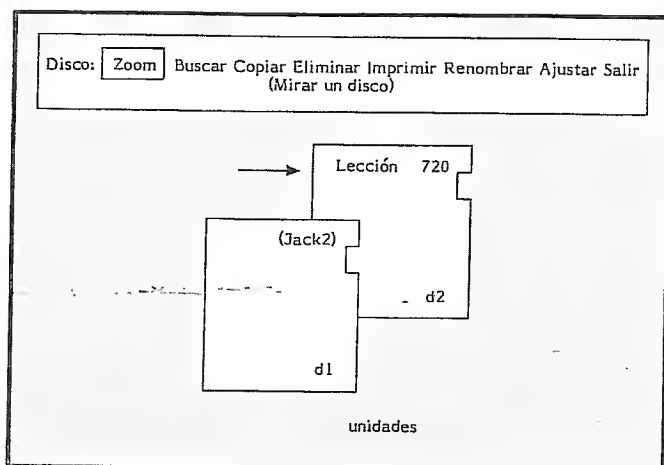 Disco: Zoom Buscar Copiar Eliminar Imprimir Renombrar Ajustar Salir
(Mirar un disco)
Lección 720
(Jack2)
d2
d1
unidades